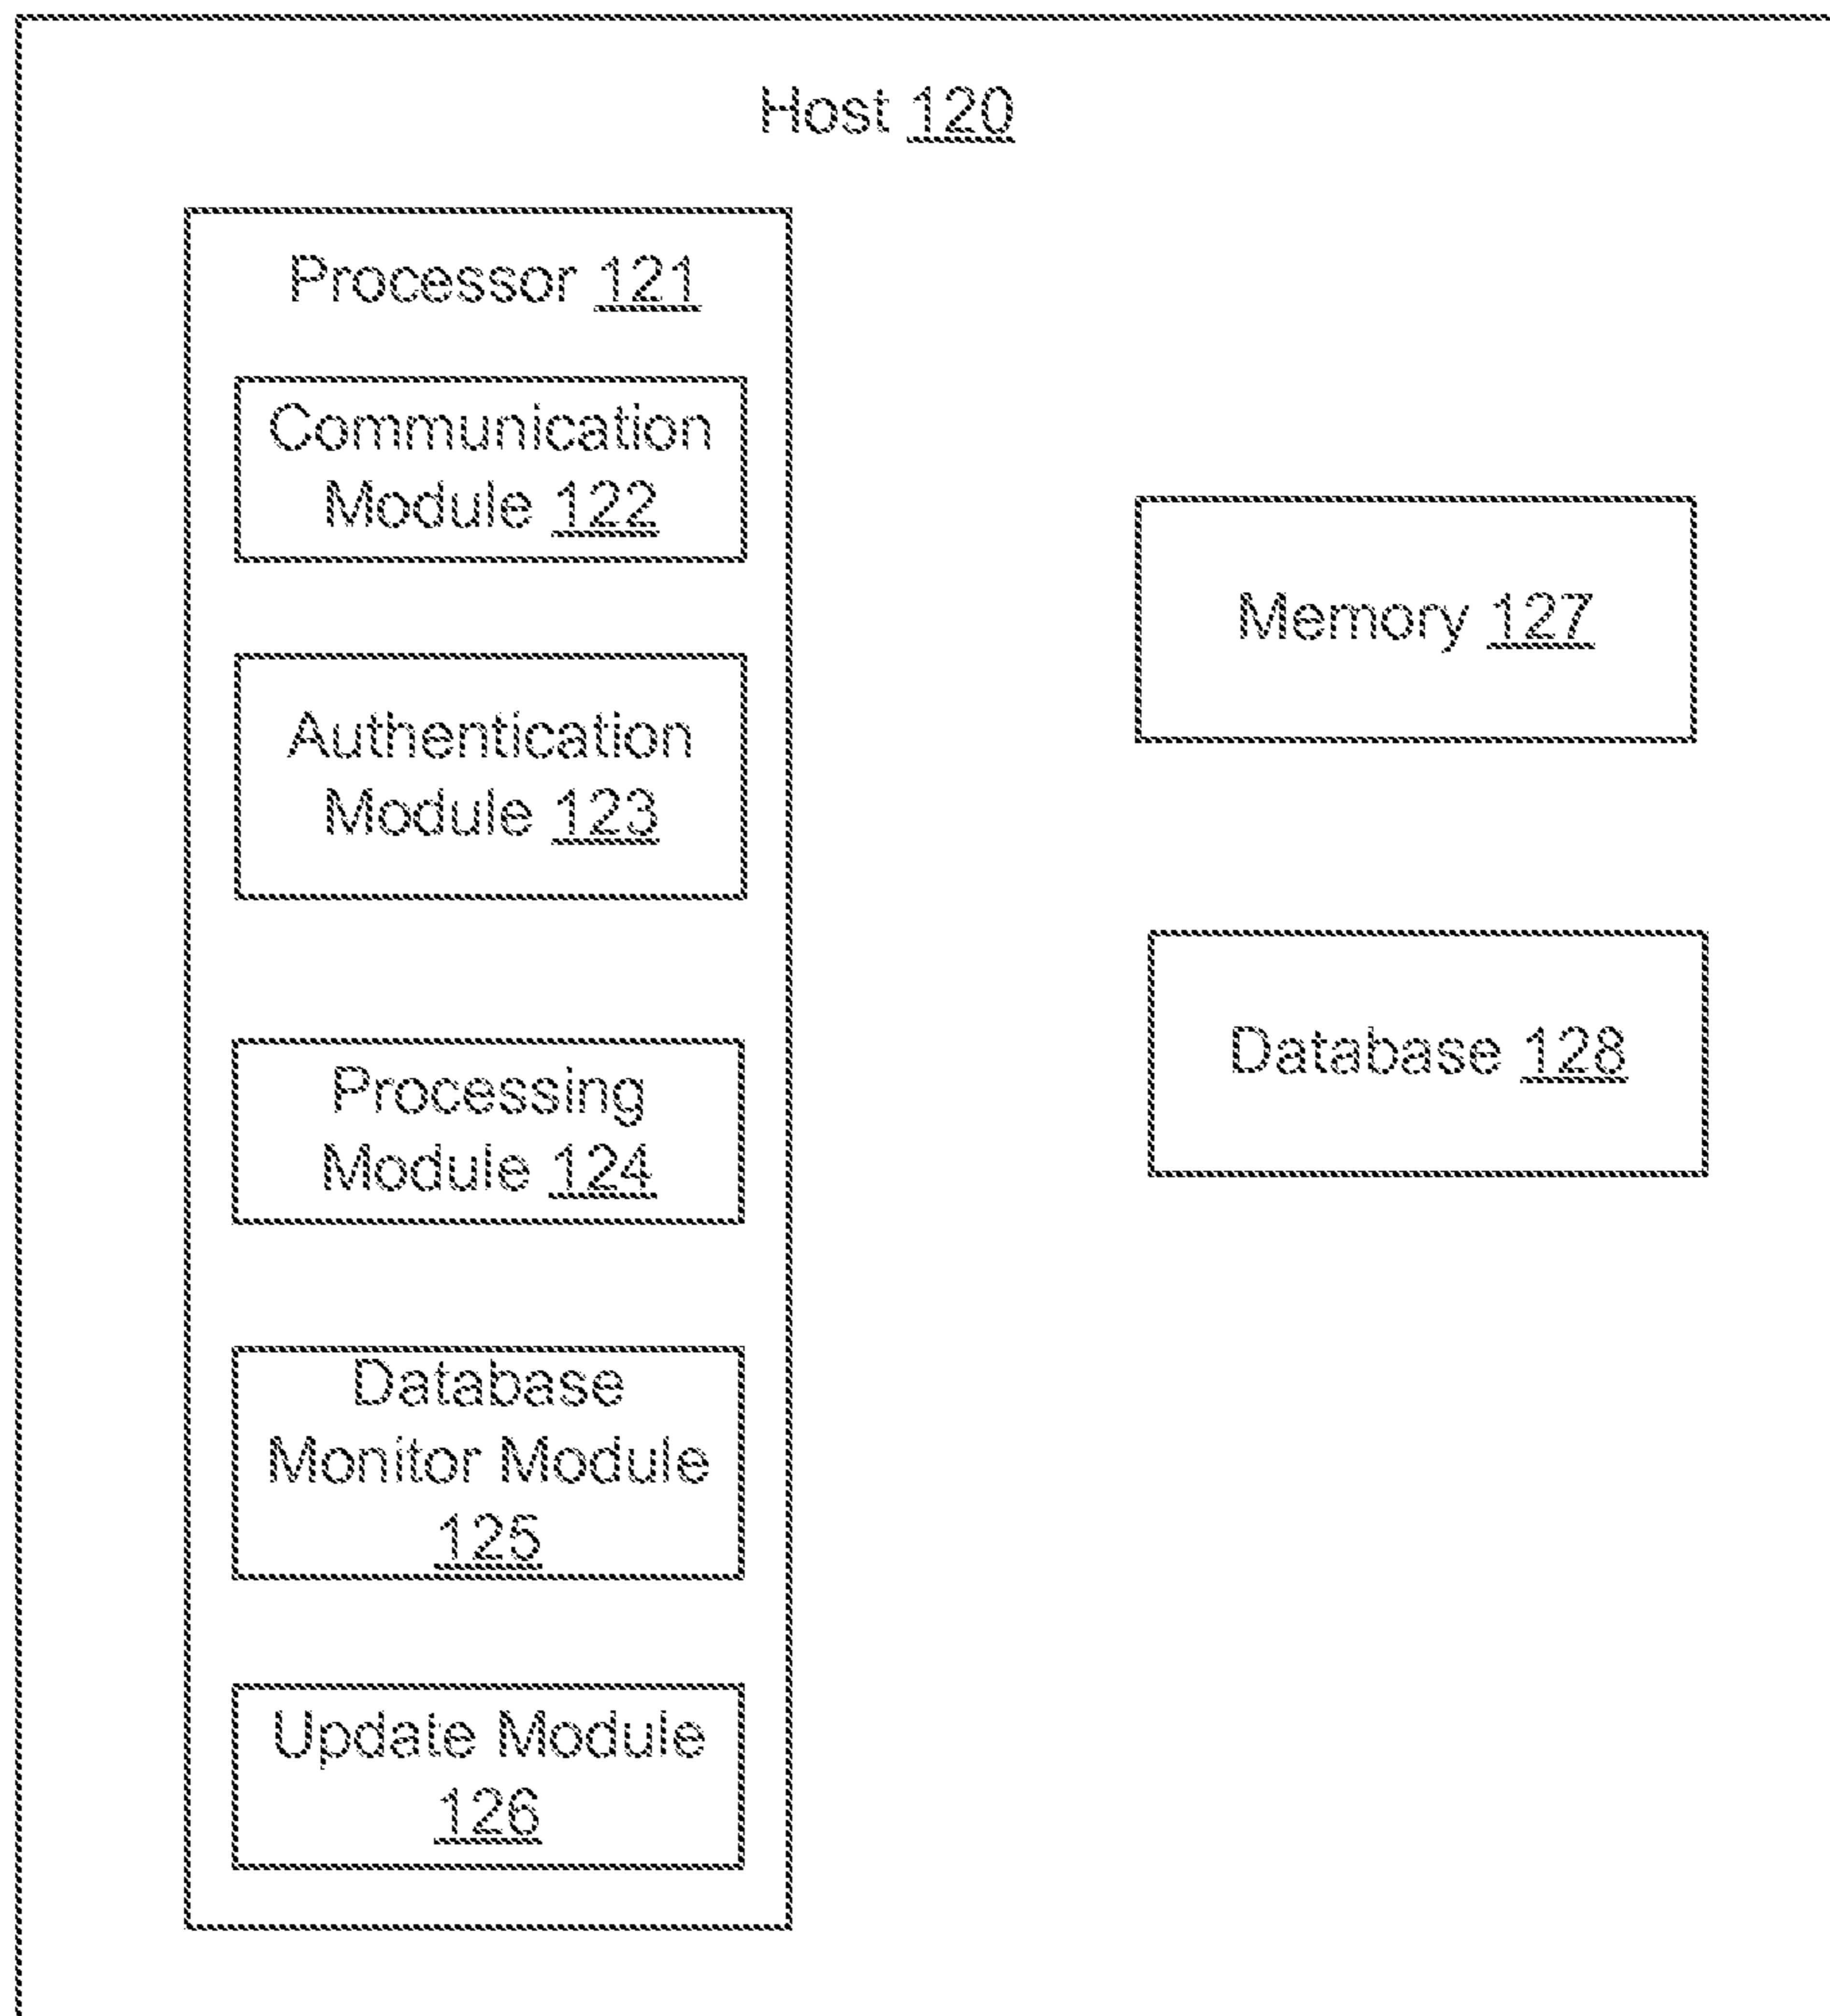 Host 120
Processor 121
Communication
Module 122
Authentication
Module 123
Processing
Module 124
Database
Monitor Module
125
Update Module
126
Memory 127
Database 128